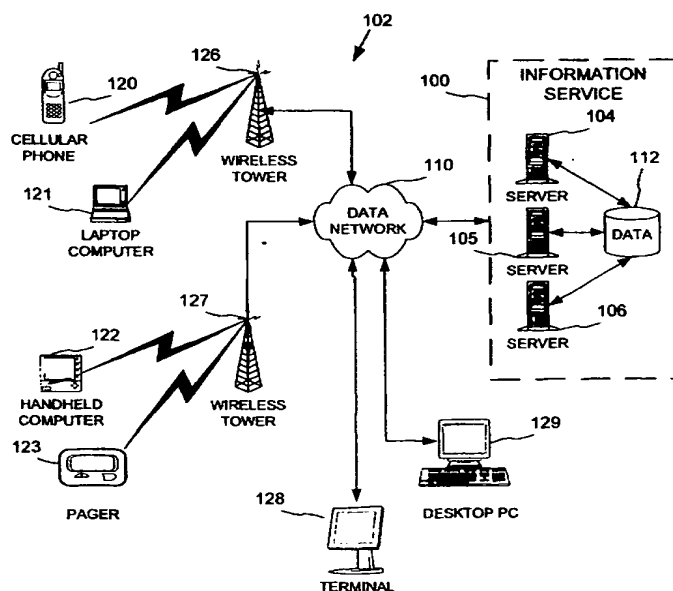 102
126
120
CELLULAR
PHONE
WIRELESS
TOWER
121
LAPTOP
COMPUTER
110
DATA
NETWORK
100
INFORMATION
SERVICE
104
SERVER
112
DATA
105
SERVER
106
SERVER
127
122
HANDHELD
COMPUTER
WIRELESS
TOWER
123
PAGER
129
DESKTOP PC
128
TERMINAL